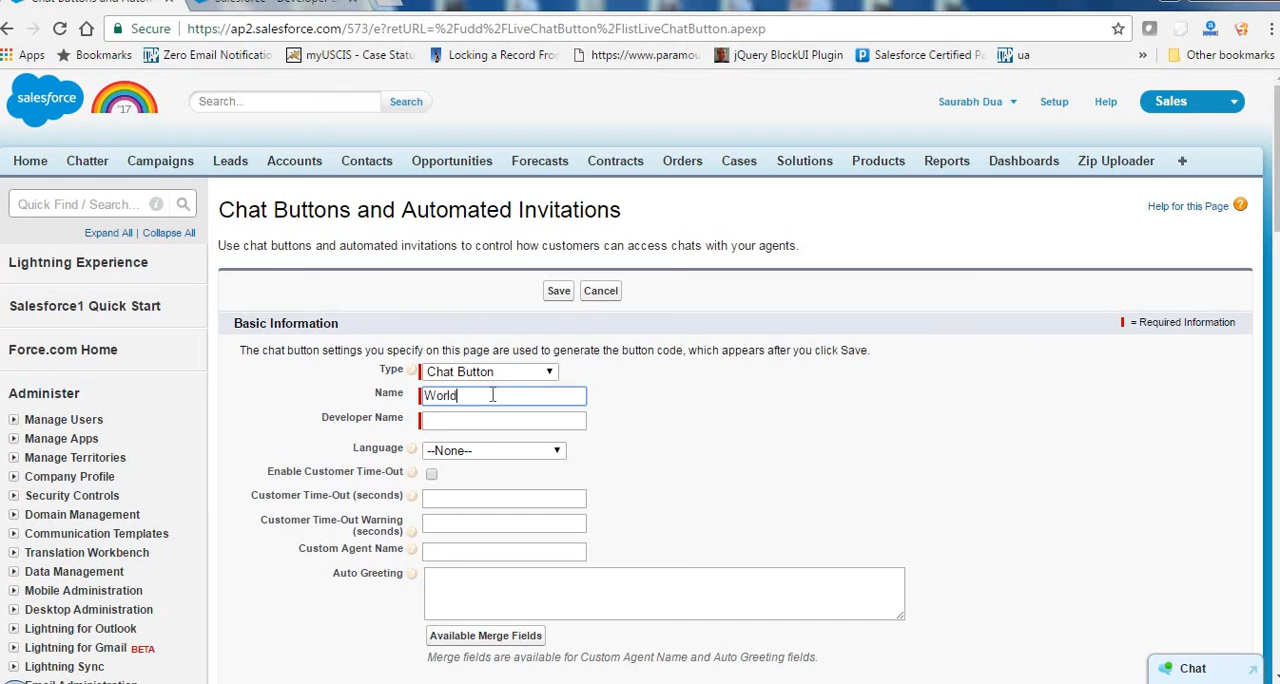 Chat Buttons and Autom
Salesforce - Developer
Secure https://ap2.salesforce.com/573/e?retURL=%2Fudd%2FLiveChatButton%2FlistLiveChatButton.apexp
Apps Bookmarks Zero Email Notificatio myUSCIS - Case Statu Locking a Record Fro https://www.paramou jQuery BlockUI Plugin Salesforce Certified Pa ua » Other bookmarks
salesforce '17 Search... Search Saurabh Dua Setup Help Sales
Home Chatter Campaigns Leads Accounts Contacts Opportunities Forecasts Contracts Orders Cases Solutions Products Reports Dashboards Zip Uploader +
Quick Find / Search...
Expand All | Collapse All
Lightning Experience
Salesforce1 Quick Start
Force.com Home
Administer
Manage Users
Manage Apps
Manage Territories
Company Profile
Security Controls
Domain Management
Communication Templates
Translation Workbench
Data Management
Mobile Administration
Desktop Administration
Lightning for Outlook
Lightning for Gmail BETA
Lightning Sync
Email Administration
Chat Buttons and Automated Invitations
Help for this Page
Use chat buttons and automated invitations to control how customers can access chats with your agents.
Save Cancel
Basic Information
= Required Information
The chat button settings you specify on this page are used to generate the button code, which appears after you click Save.
Type Chat Button
Name World
Developer Name
Language --None--
Enable Customer Time-Out
Customer Time-Out (seconds)
Customer Time-Out Warning
(seconds)
Custom Agent Name
Auto Greeting
Available Merge Fields
Merge fields are available for Custom Agent Name and Auto Greeting fields.
Chat